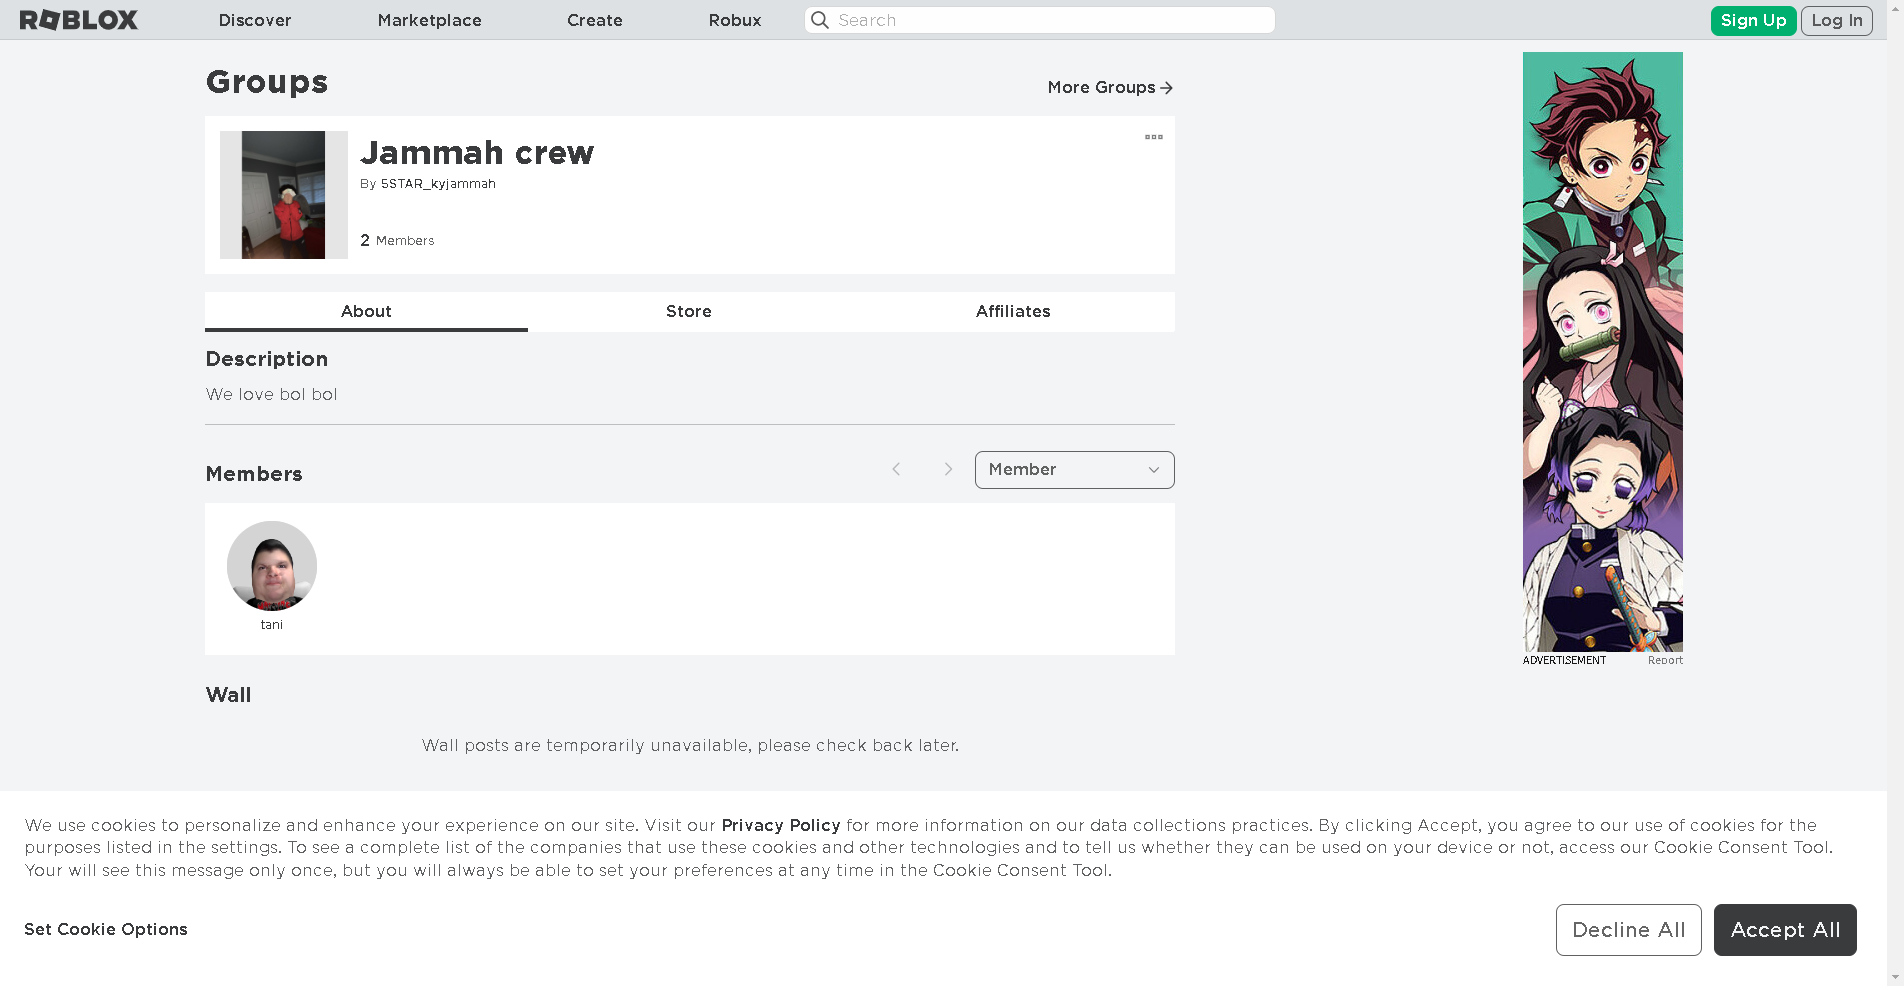 ROBLOX
Discover
Marketplace
Create
Robux
Search
Sign Up
Log In
Groups
More Groups
Jammah crew
By 5STAR_kyjammah
2 Members
About
Store
Affiliates
Description
We love bol bol
Members
Member
tani
ADVERTISEMENT
Report
Wall
Wall posts are temporarily unavailable, please check back later.
We use cookies to personalize and enhance your experience on our site. Visit our Privacy Policy for more information on our data collections practices. By clicking Accept, you agree to our use of cookies for the
purposes listed in the settings. To see a complete list of the companies that use these cookies and other technologies and to tell us whether they can be used on your device or not, access our Cookie Consent Tool.
Your will see this message only once, but you will always be able to set your preferences at any time in the Cookie Consent Tool.
Set Cookie Options
Decline All
Accept All